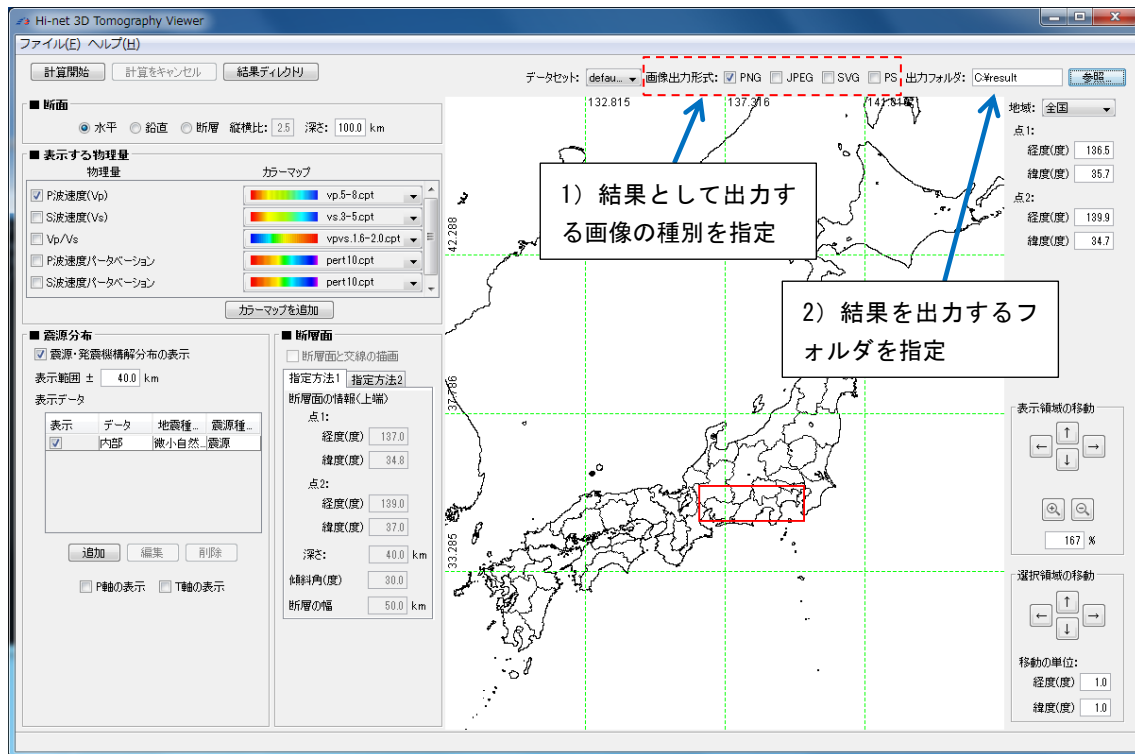 Hi-net 3D Tomography Viewer
ファイル(F) ヘルプ(H)
計算開始 計算をキャンセル 結果ディレクトリ
データセット: defau... 画像出力形式: PNG JPEG SVG PS 出力フォルダ: C:¥result 参照...
■ 断面
水平 鉛直 断層 縦横比: 2.5 深さ: 100.0 km
■ 表示する物理量
物理量 カラーマップ
P波速度(Vp) vp.5-8.cpt
S波速度(Vs) vs.3-5.cpt
Vp/Vs vpvs.1.6-2.0.cpt
P波速度パータベーション pert10.cpt
S波速度パータベーション pert10.cpt
カラーマップを追加
■ 震源分布
震源・発震機構解分布の表示
表示範囲 ± 40.0 km
表示データ
表示 データ 地震種... 震源種...
内部 微小自然... 震源
追加 編集 削除
P軸の表示 T軸の表示
■ 断層面
断層面と交線の描画
指定方法1 指定方法2
断層面の情報(上端)
点1:
経度(度) 137.0
緯度(度) 34.8
点2:
経度(度) 139.0
緯度(度) 37.0
深さ: 40.0 km
傾斜角(度) 30.0
断層の幅 50.0 km
132.815 137.316 141.816
42.288
37.786
33.285
1）結果として出力す
る画像の種別を指定
2）結果を出力するフ
ォルダを指定
地域: 全国
点1:
経度(度) 136.5
緯度(度) 35.7
点2:
経度(度) 139.9
緯度(度) 34.7
表示領域の移動
↑
← →
↓
167 %
選択領域の移動
↑
← →
↓
移動の単位:
経度(度) 1.0
緯度(度) 1.0